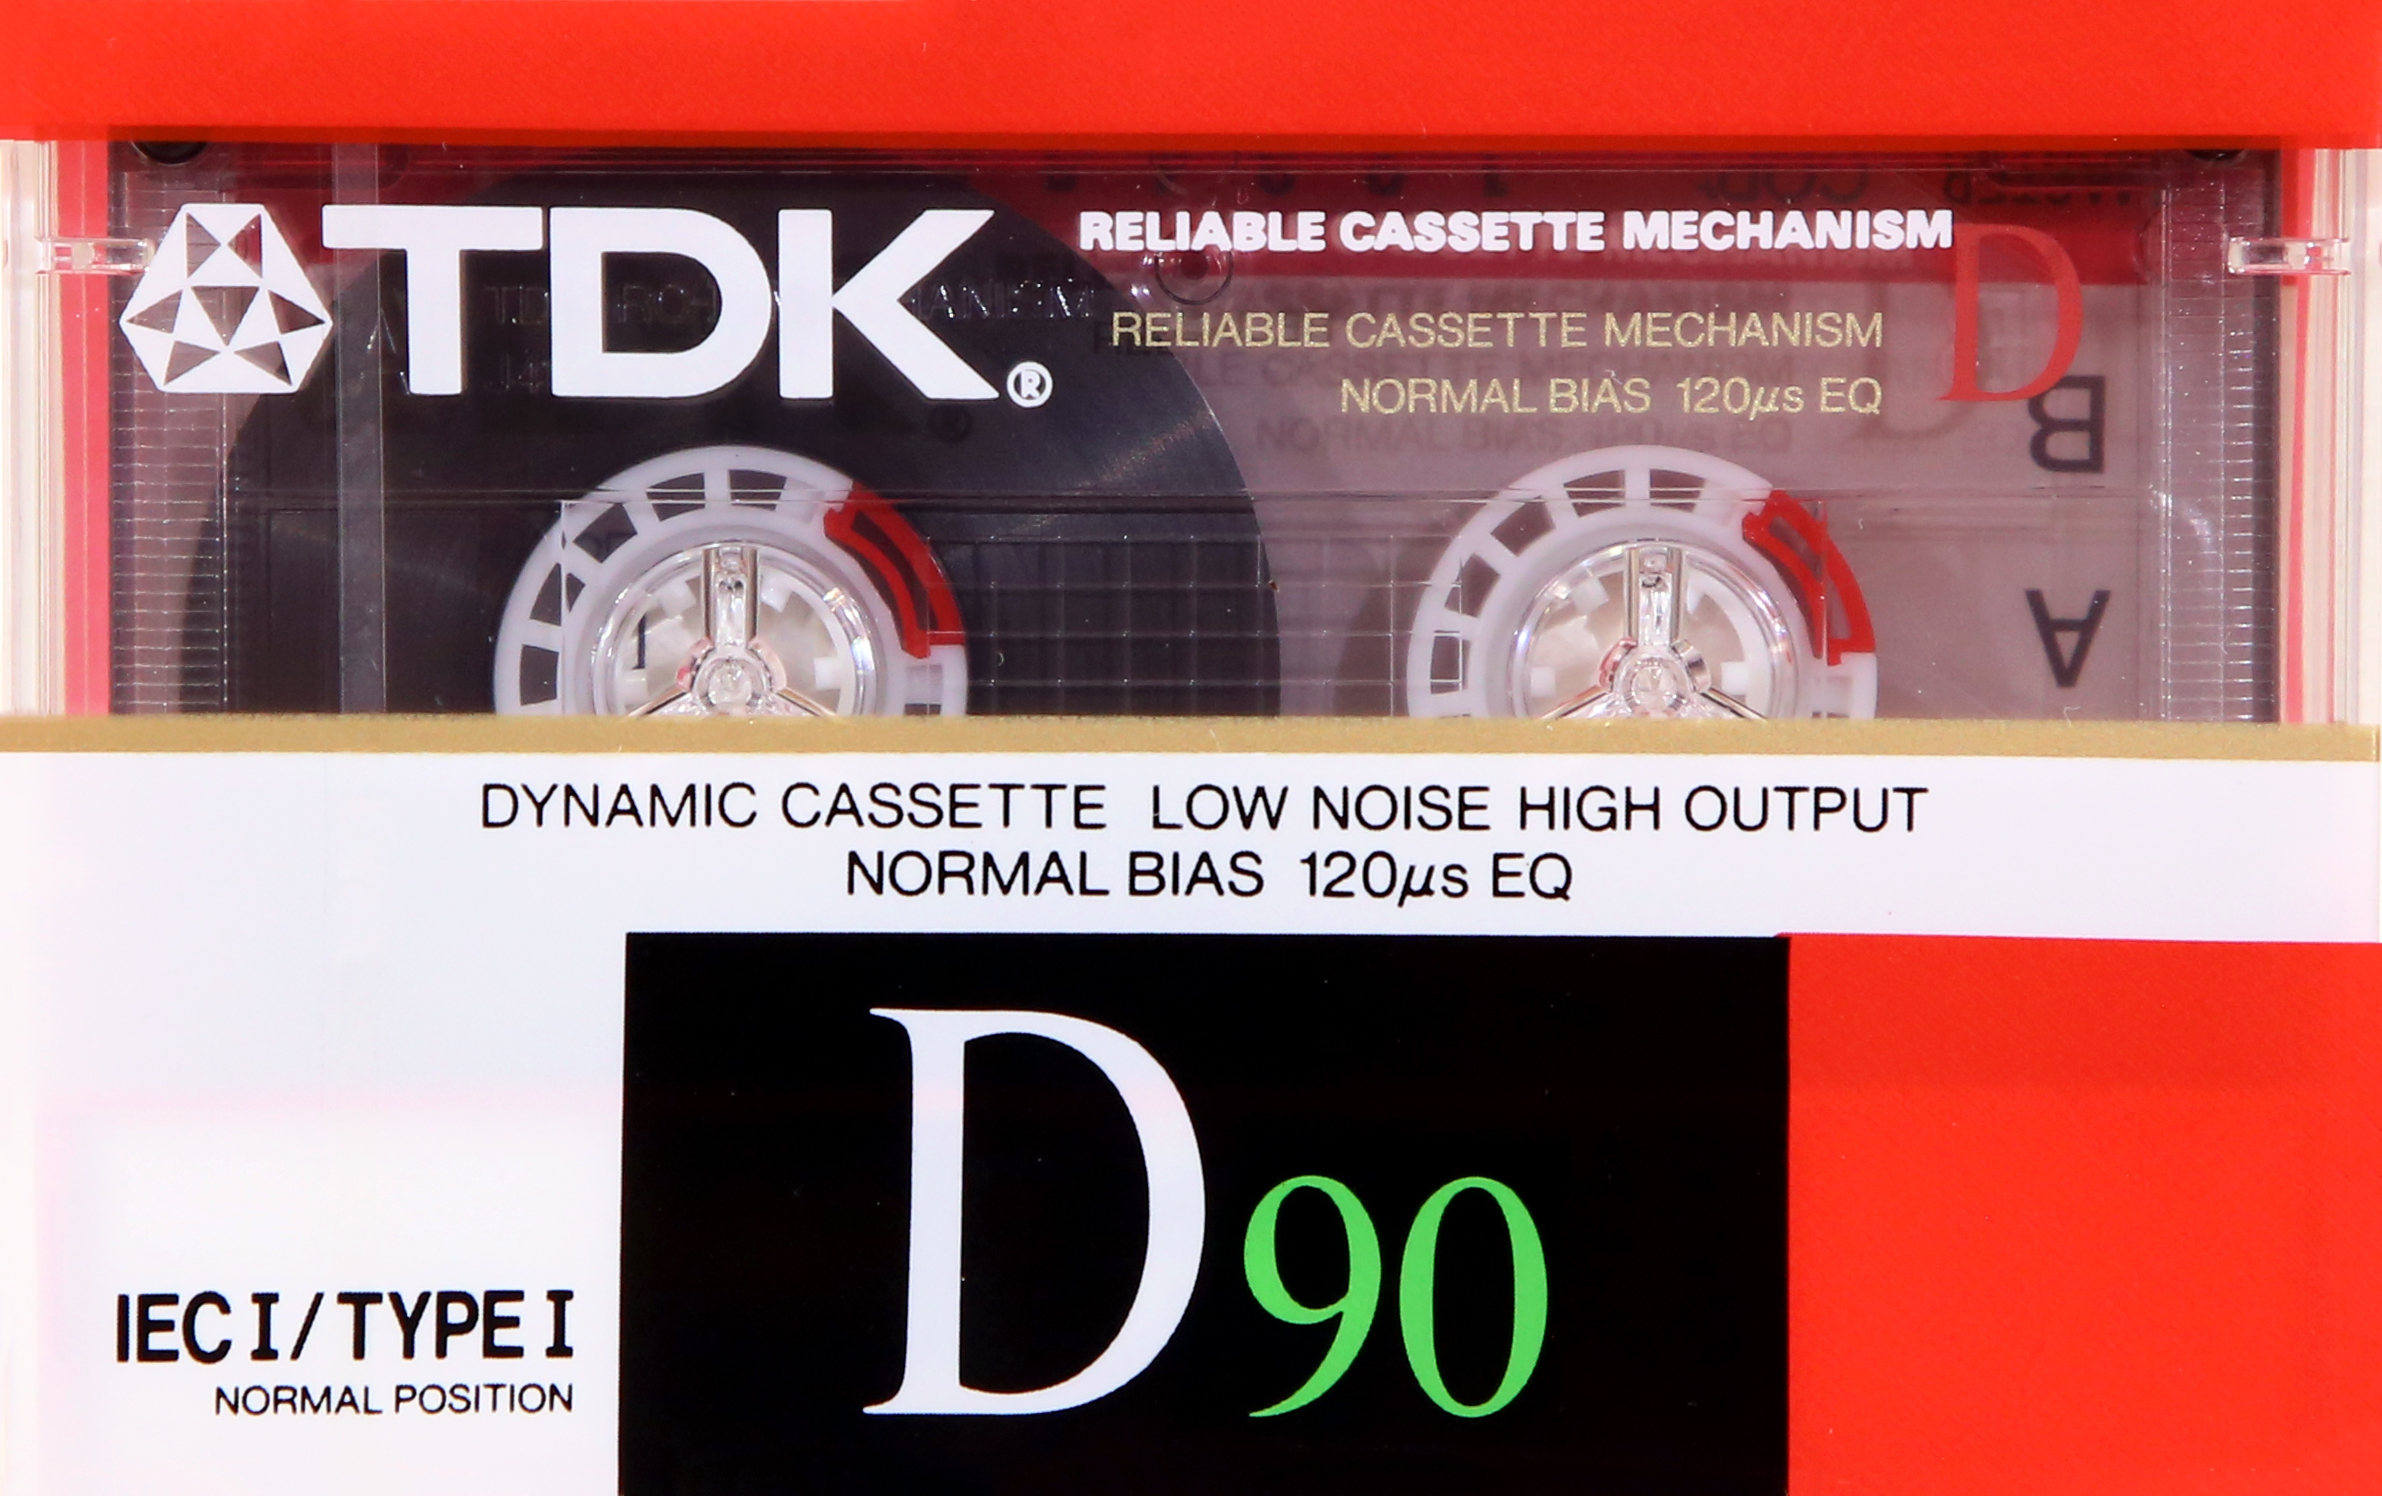 TDK®
RELIABLE CASSETTE MECHANISM
D
RELIABLE CASSETTE MECHANISM
NORMAL BIAS 120μs EQ
B
A
DYNAMIC CASSETTE LOW NOISE HIGH OUTPUT
NORMAL BIAS 120μs EQ
D90
IEC I/TYPE I
NORMAL POSITION